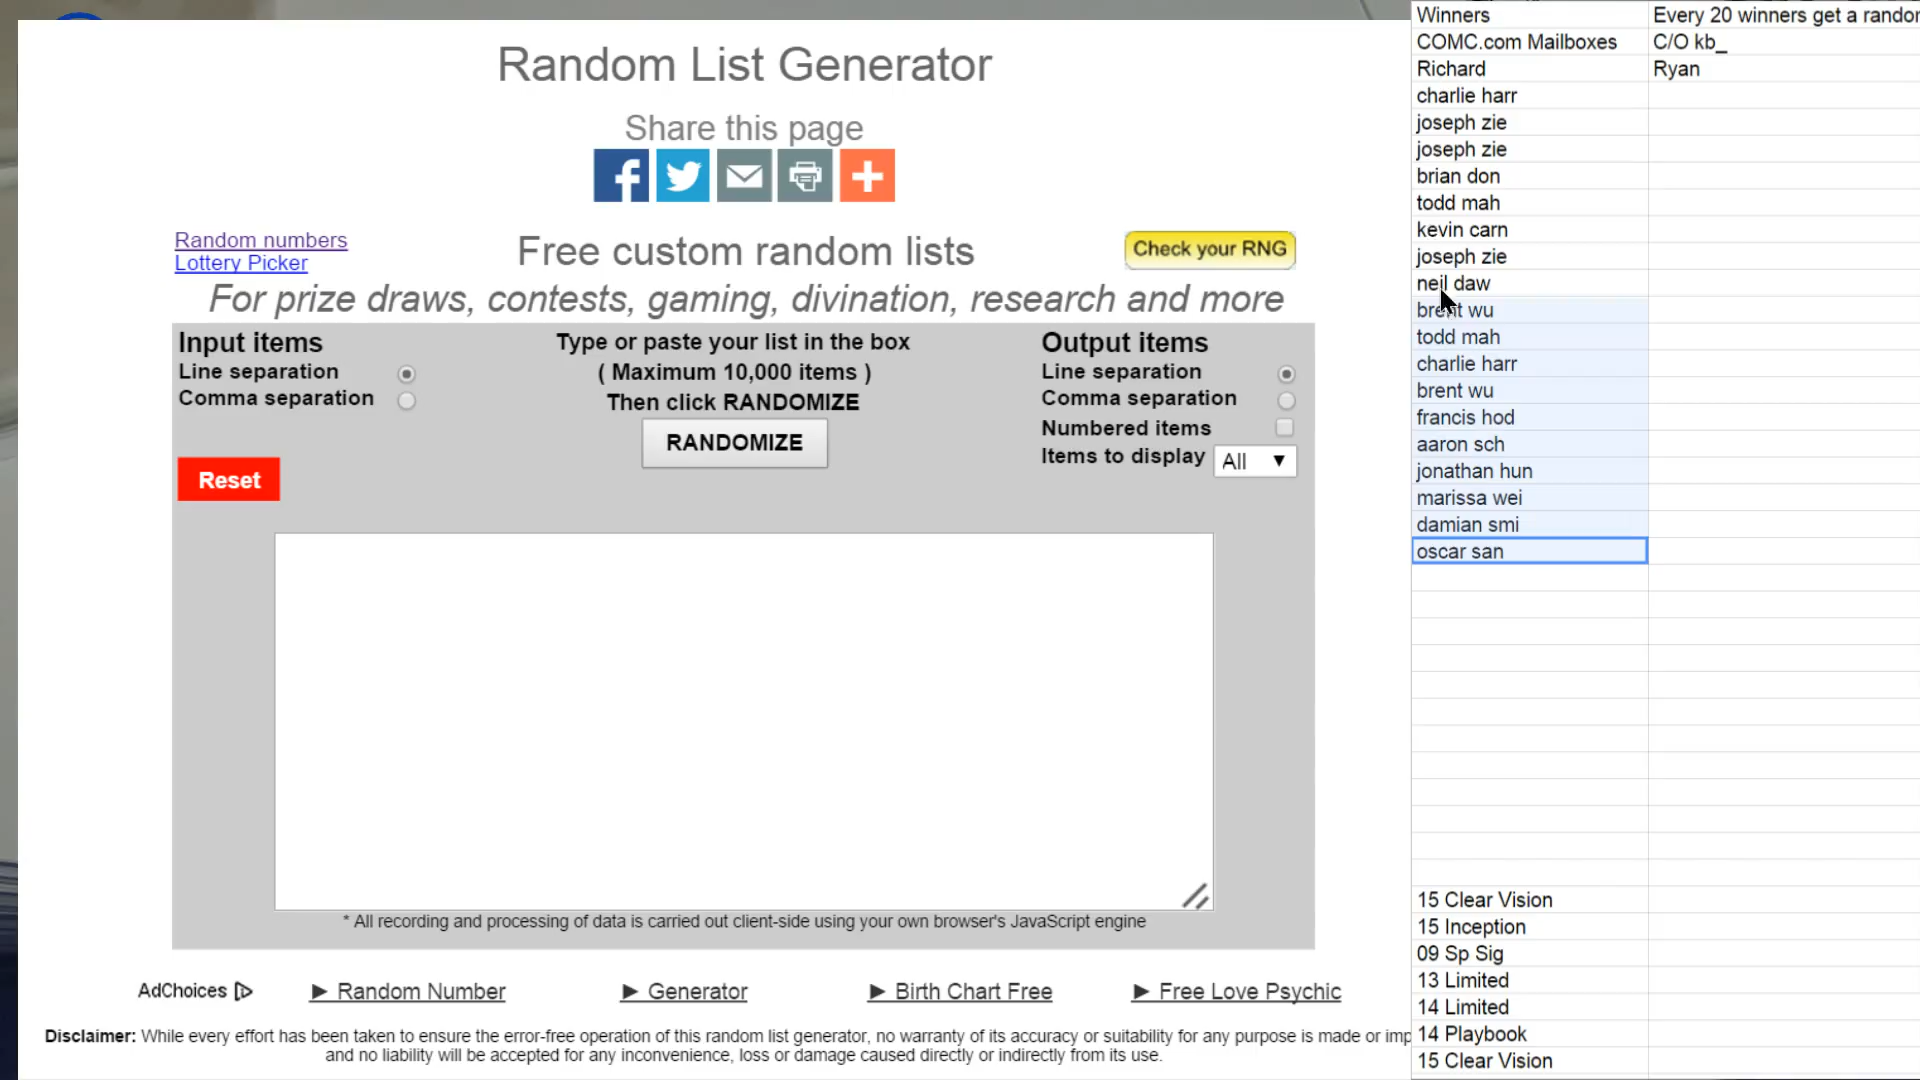 Random List Generator
Share this page
Random numbers
Lottery Picker
Free custom random lists
Check your RNG
For prize draws, contests, gaming, divination, research and more
Input items
Line separation
Comma separation
Type or paste your list in the box
( Maximum 10,000 items )
Then click RANDOMIZE
RANDOMIZE
Output items
Line separation
Comma separation
Numbered items
Items to display All
Reset
* All recording and processing of data is carried out client-side using your own browser's JavaScript engine
AdChoices
Random Number
Generator
Birth Chart Free
Free Love Psychic
Disclaimer: While every effort has been taken to ensure the error-free operation of this random list generator, no warranty of its accuracy or suitability for any purpose is made or imp
and no liability will be accepted for any inconvenience, loss or damage caused directly or indirectly from its use.
Winners Every 20 winners get a random
COMC.com Mailboxes C/O kb_
Richard Ryan
charlie harr
joseph zie
joseph zie
brian don
todd mah
kevin carn
joseph zie
neil daw
brent wu
todd mah
charlie harr
brent wu
francis hod
aaron sch
jonathan hun
marissa wei
damian smi
oscar san
15 Clear Vision
15 Inception
09 Sp Sig
13 Limited
14 Limited
14 Playbook
15 Clear Vision